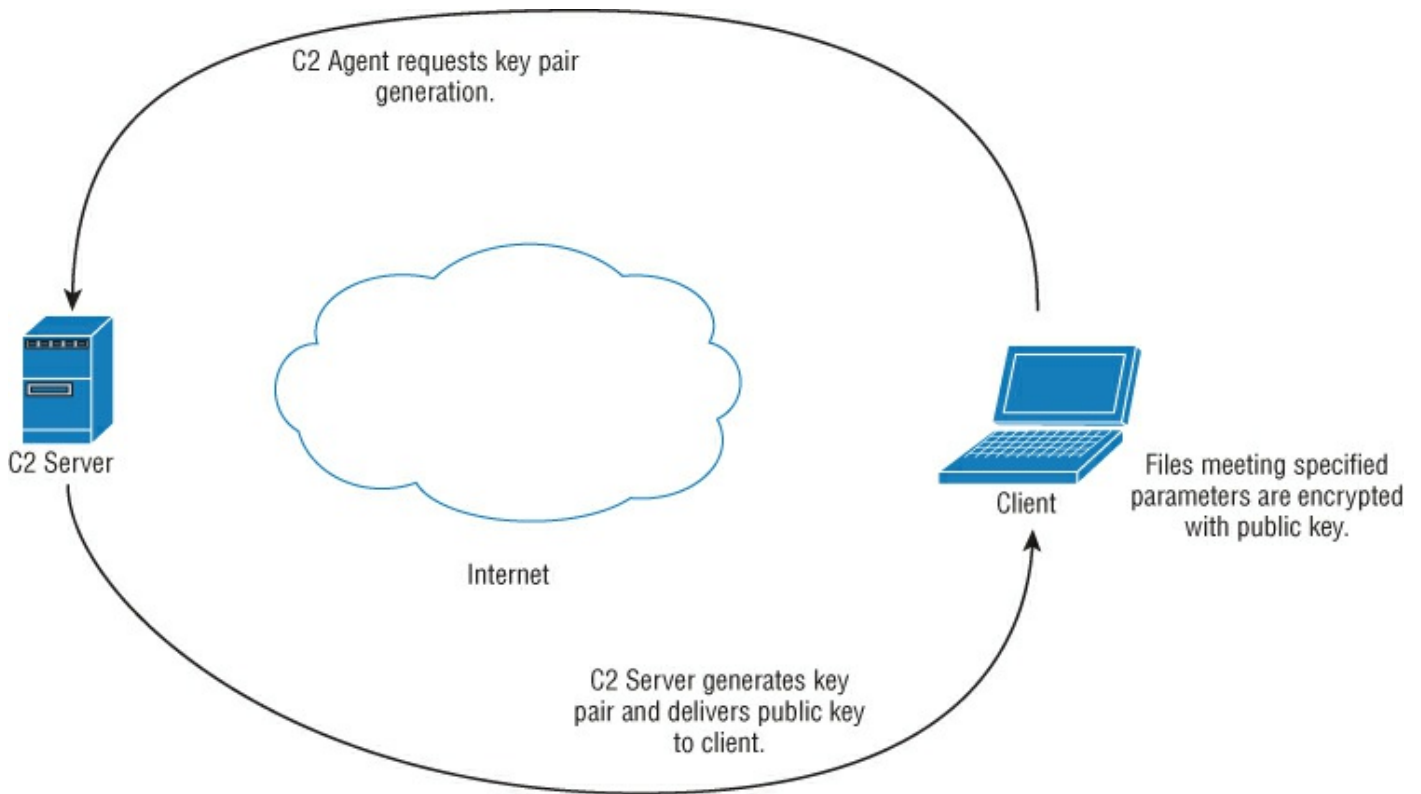 C2 Agent requests key pair
generation.
C2 Server
Client
Files meeting specified
parameters are encrypted
with public key.
Internet
C2 Server generates key
pair and delivers public key
to client.